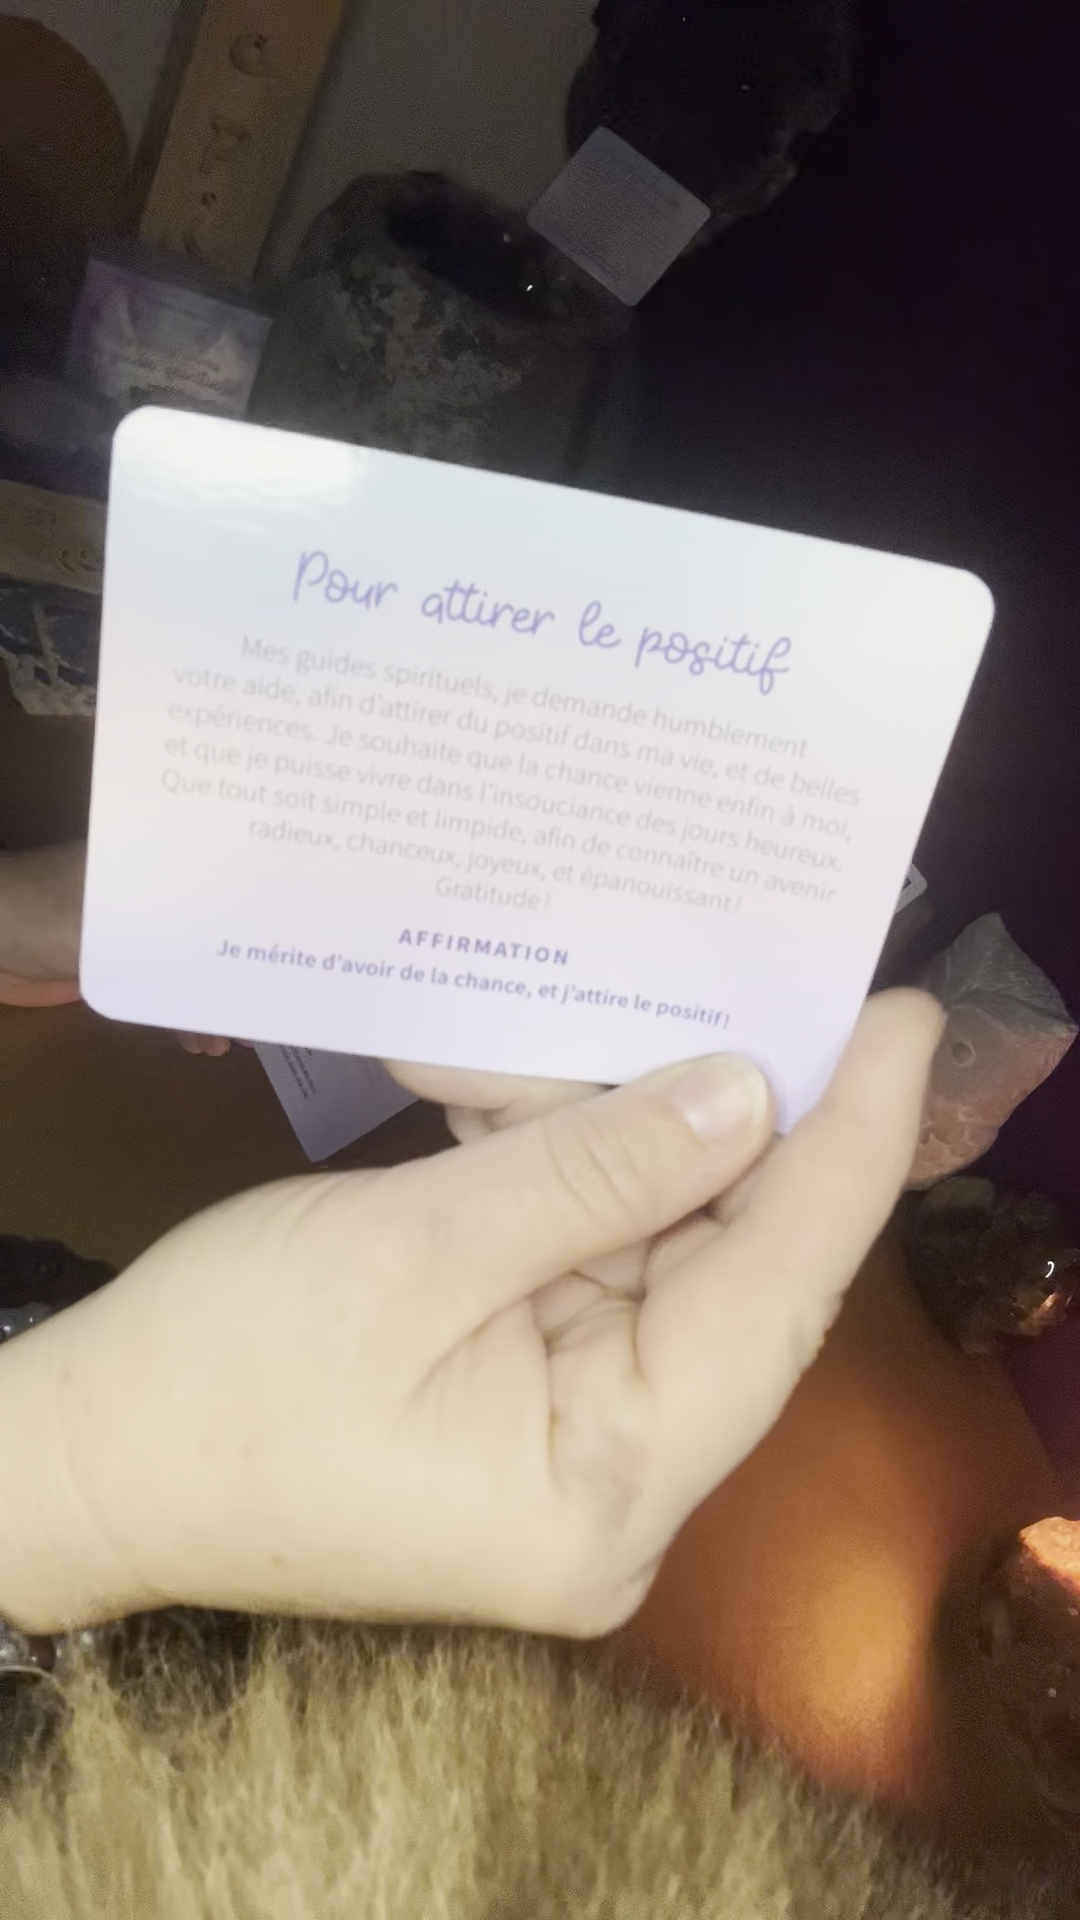 Pour attirer le positif
Mes guides spirituels, je demande humblement
votre aide, afin d'attirer du positif dans ma vie, et de belles
expériences. Je souhaite que la chance vienne enfin à moi,
et que je puisse vivre dans l'insouciance des jours heureux.
Que tout soit simple et limpide, afin de connaître un avenir
radieux, chanceux, joyeux, et épanouissant !
Gratitude !
AFFIRMATION
Je mérite d'avoir de la chance, et j'attire le positif !